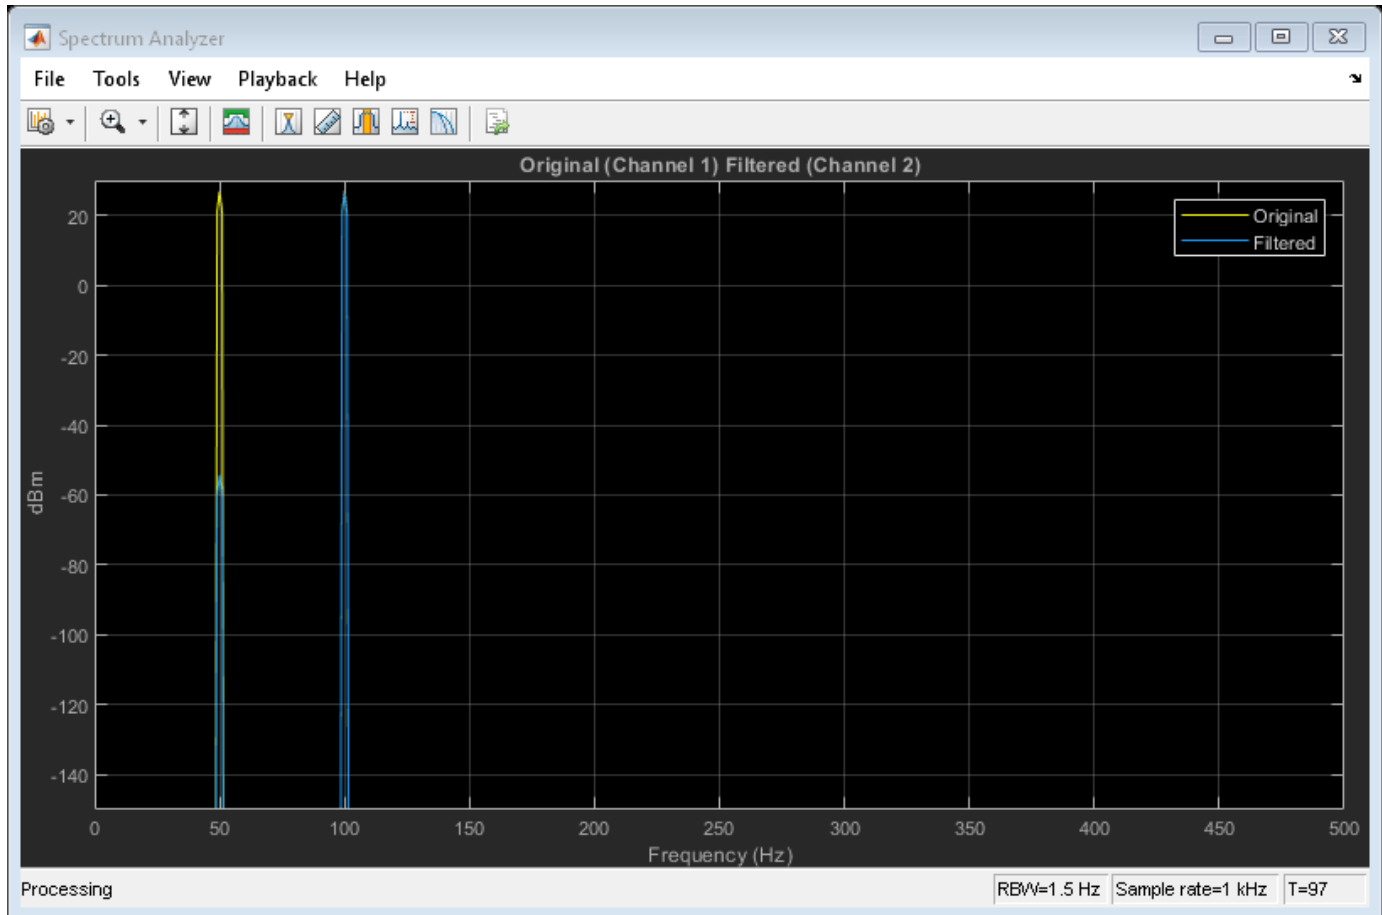 Spectrum Analyzer
File Tools View Playback Help
Original (Channel 1) Filtered (Channel 2)
Original
Filtered
20
0
-20
-40
-60
-80
-100
-120
-140
dBm
0 50 100 150 200 250 300 350 400 450 500
Frequency (Hz)
Processing RBW=1.5 Hz Sample rate=1 kHz T=97